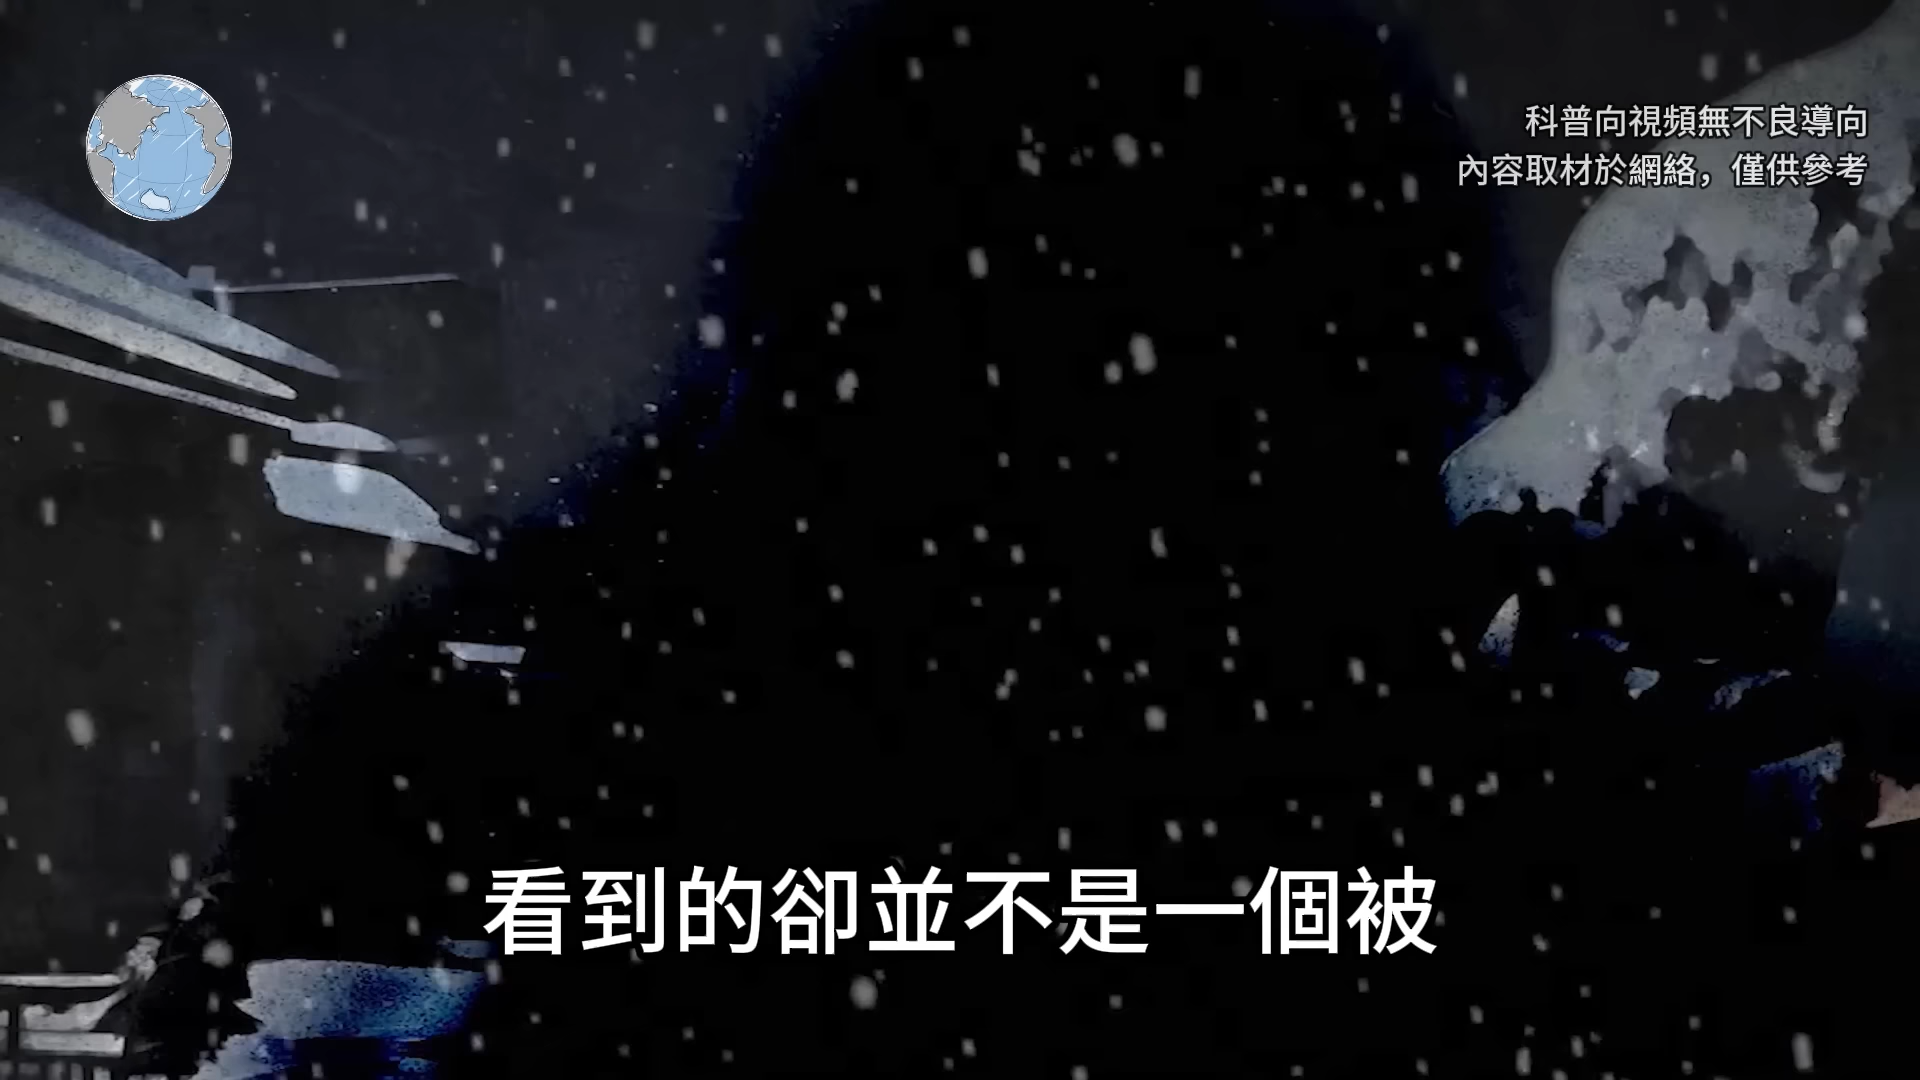 科普向視頻無不良導向
內容取材於網絡，僅供參考
看到的卻並不是一個被